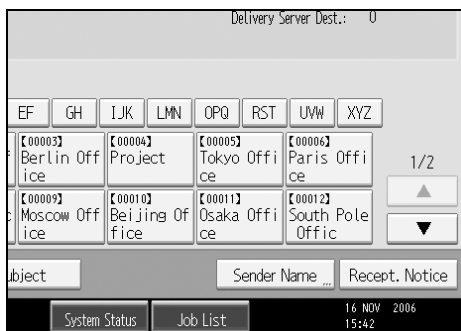 Delivery Server Dest.: 0
EF GH IJK LMN OPQ RST UVW XYZ
【00003】 【00004】 【00005】 【00006】
Berlin Off Project Tokyo Offi Paris Offi
ice ce ce
1/2
【00009】 【00010】 【00011】 【00012】
Moscow Off Beijing Of Osaka Offi South Pole
ice ffice ce Offic
ubject Sender Name ... Recept. Notice
System Status Job List 16 NOV 2006
15:42